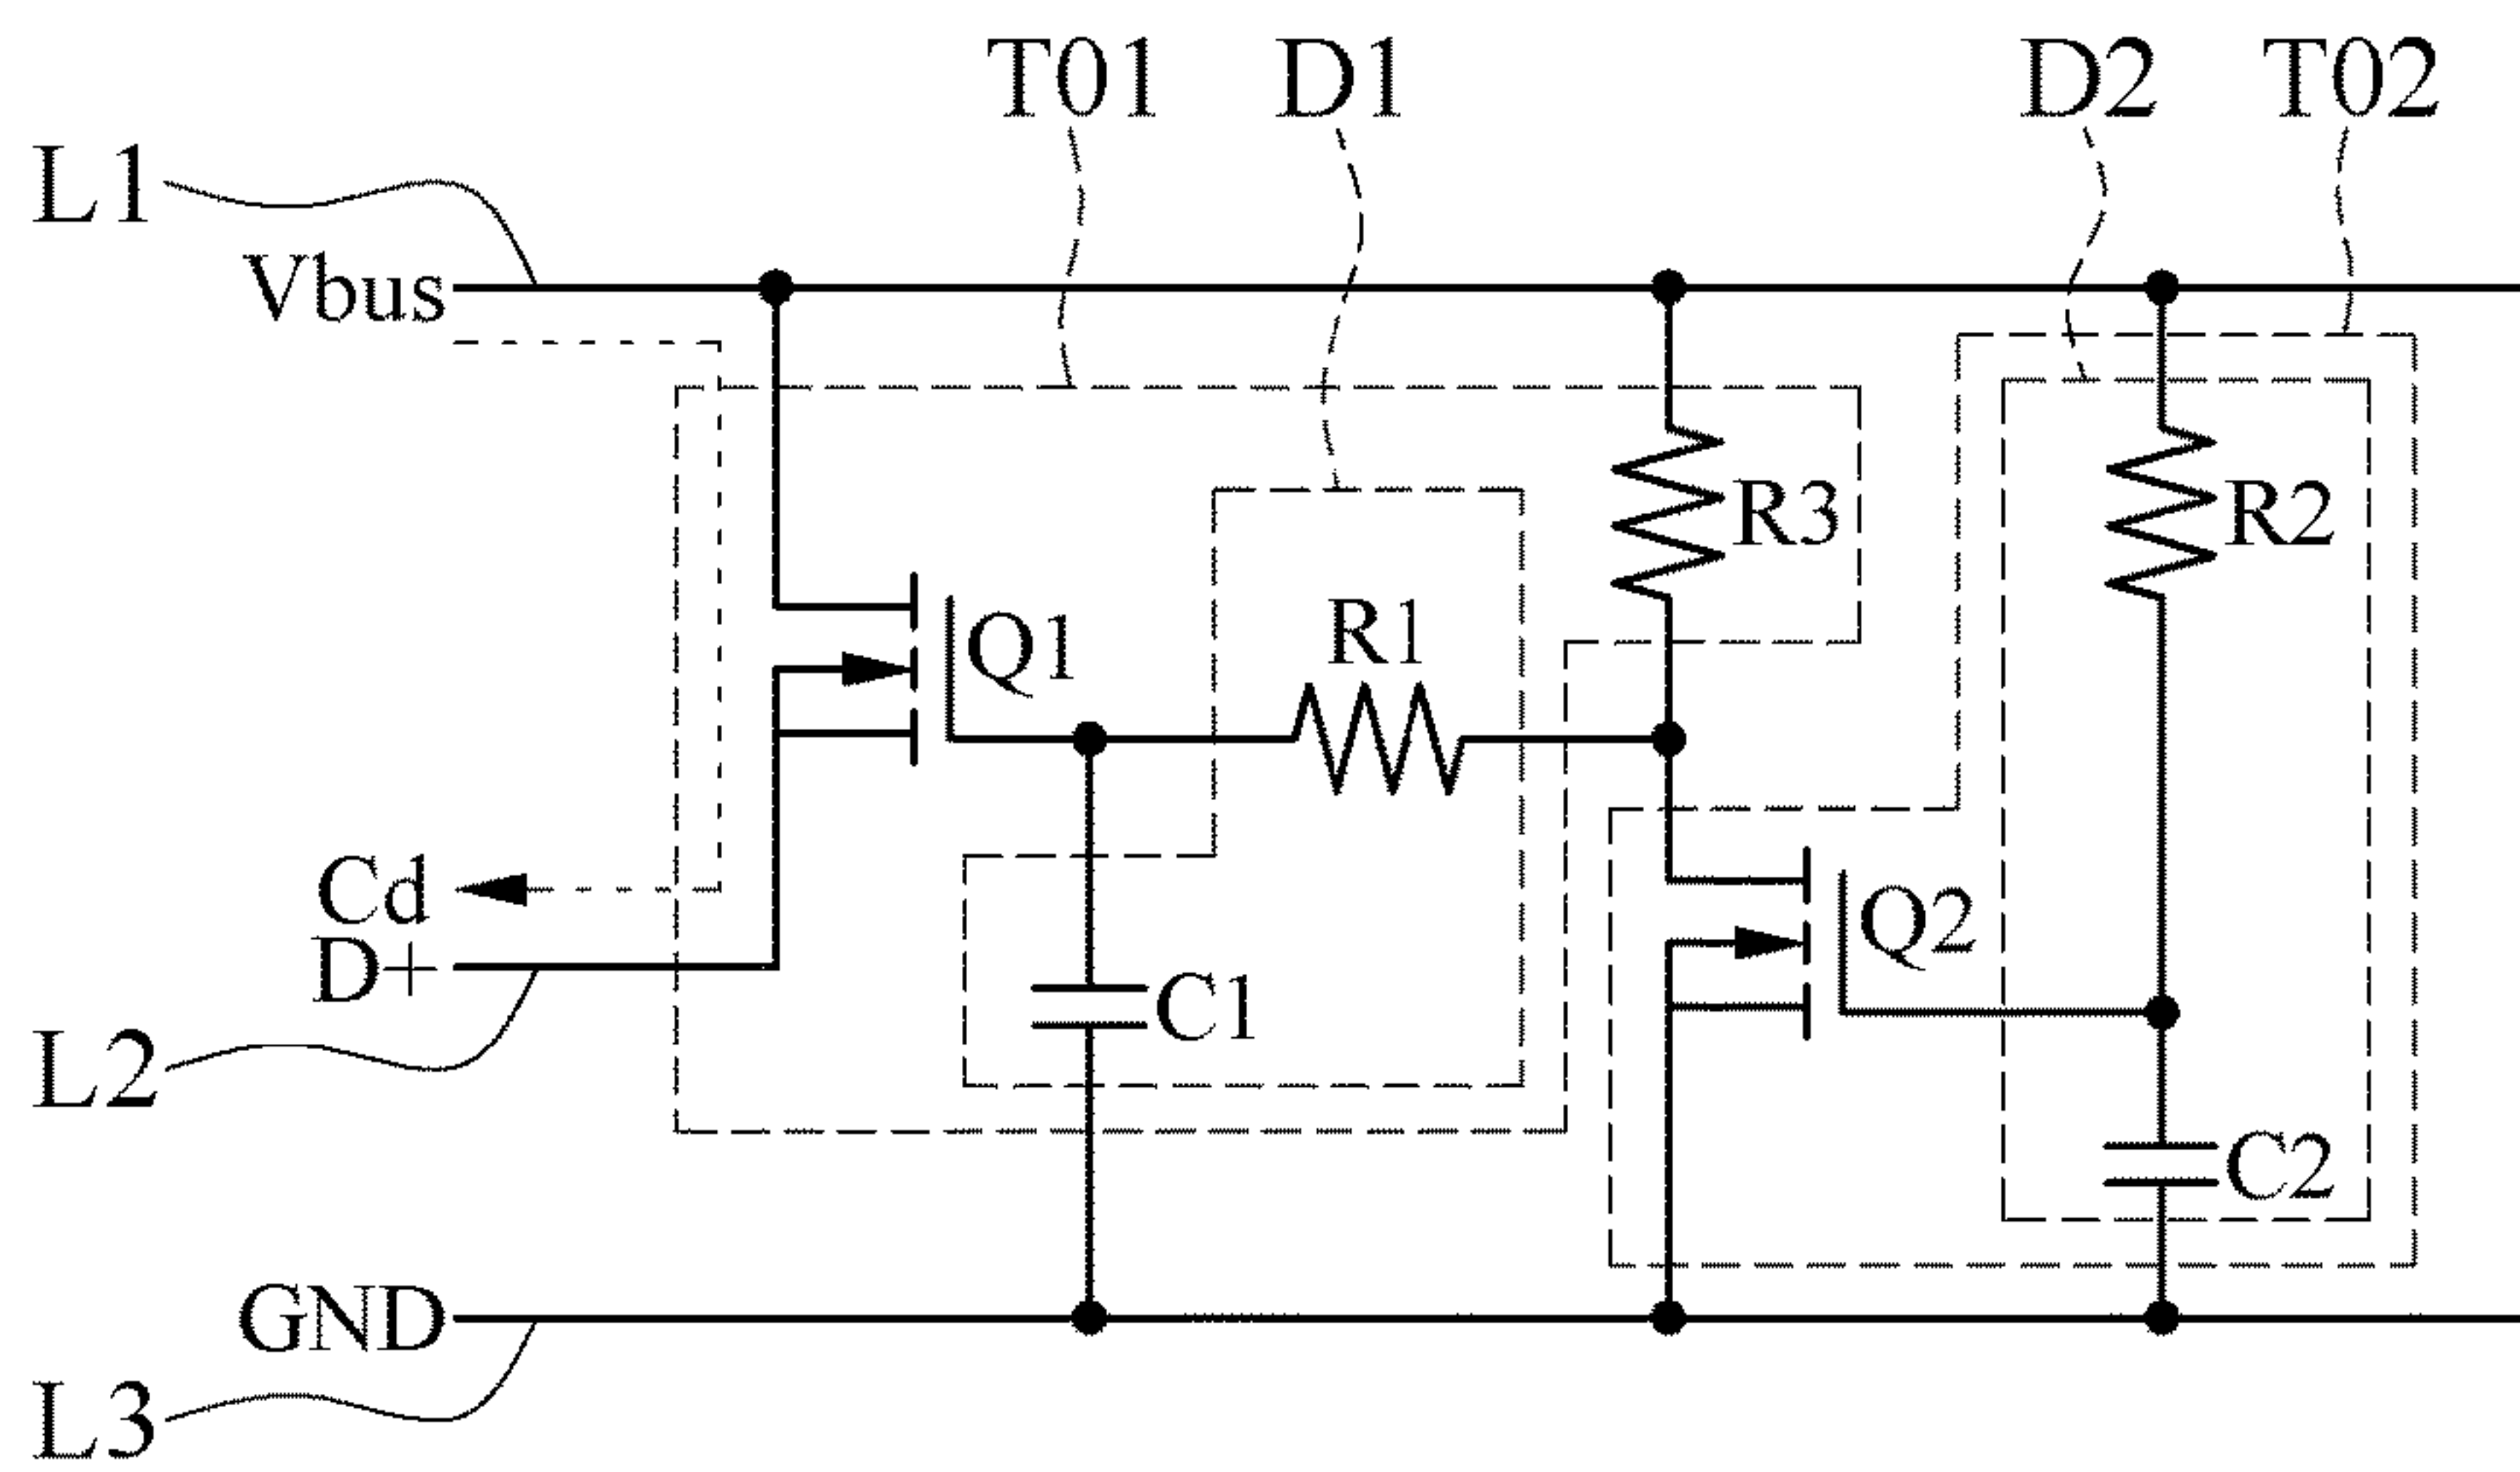 T01 D1 D2 T02
L1
Vbus
R3 R2
Q1 R1
Cd Q2
D+ C1
L2
C2
GND
L3